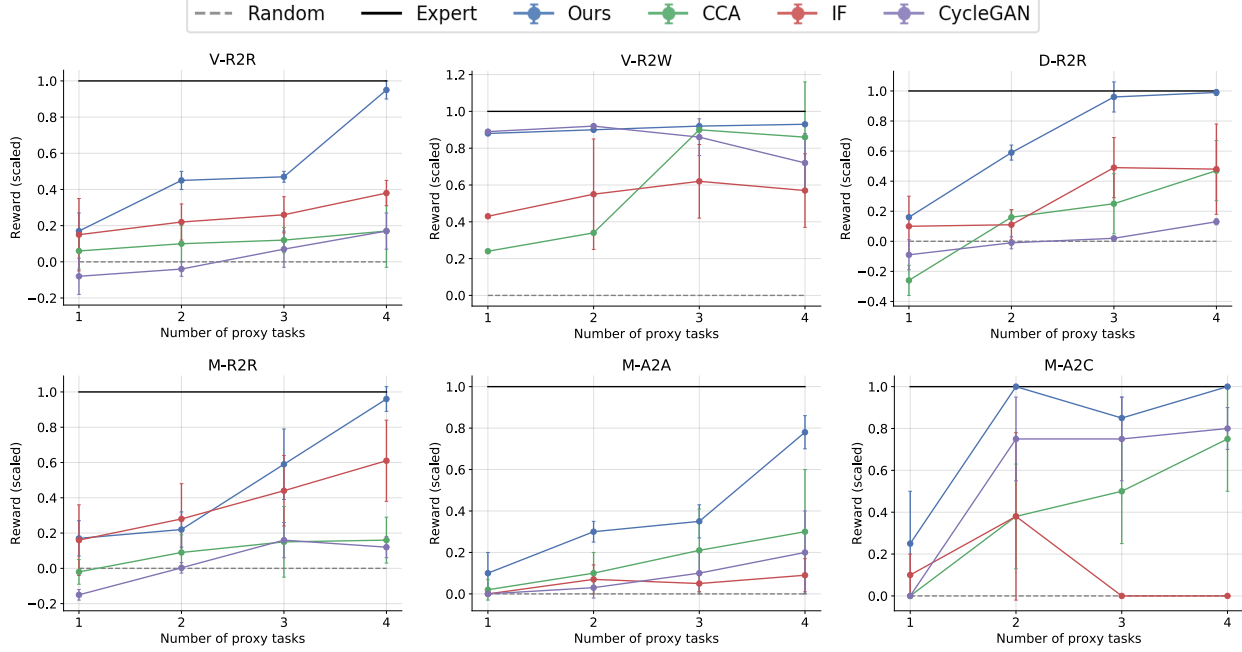 Random Expert Ours CCA IF CycleGAN
V-R2R
Reward (scaled)
1.0
0.8
0.6
0.4
0.2
0.0
−0.2
1 2 3 4
Number of proxy tasks
V-R2W
Reward (scaled)
1.2
1.0
0.8
0.6
0.4
0.2
0.0
1 2 3 4
Number of proxy tasks
D-R2R
Reward (scaled)
1.0
0.8
0.6
0.4
0.2
0.0
−0.2
−0.4
1 2 3 4
Number of proxy tasks
M-R2R
Reward (scaled)
1.0
0.8
0.6
0.4
0.2
0.0
−0.2
1 2 3 4
Number of proxy tasks
M-A2A
Reward (scaled)
1.0
0.8
0.6
0.4
0.2
0.0
1 2 3 4
Number of proxy tasks
M-A2C
Reward (scaled)
1.0
0.8
0.6
0.4
0.2
0.0
1 2 3 4
Number of proxy tasks